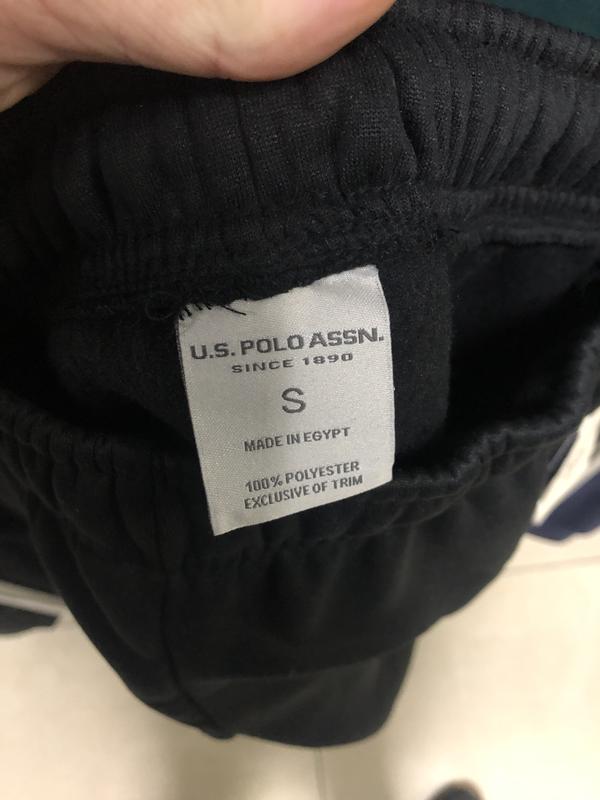 U.S. POLO ASSN.
SINCE 1890
S
MADE IN EGYPT
100% POLYESTER
EXCLUSIVE OF TRIM